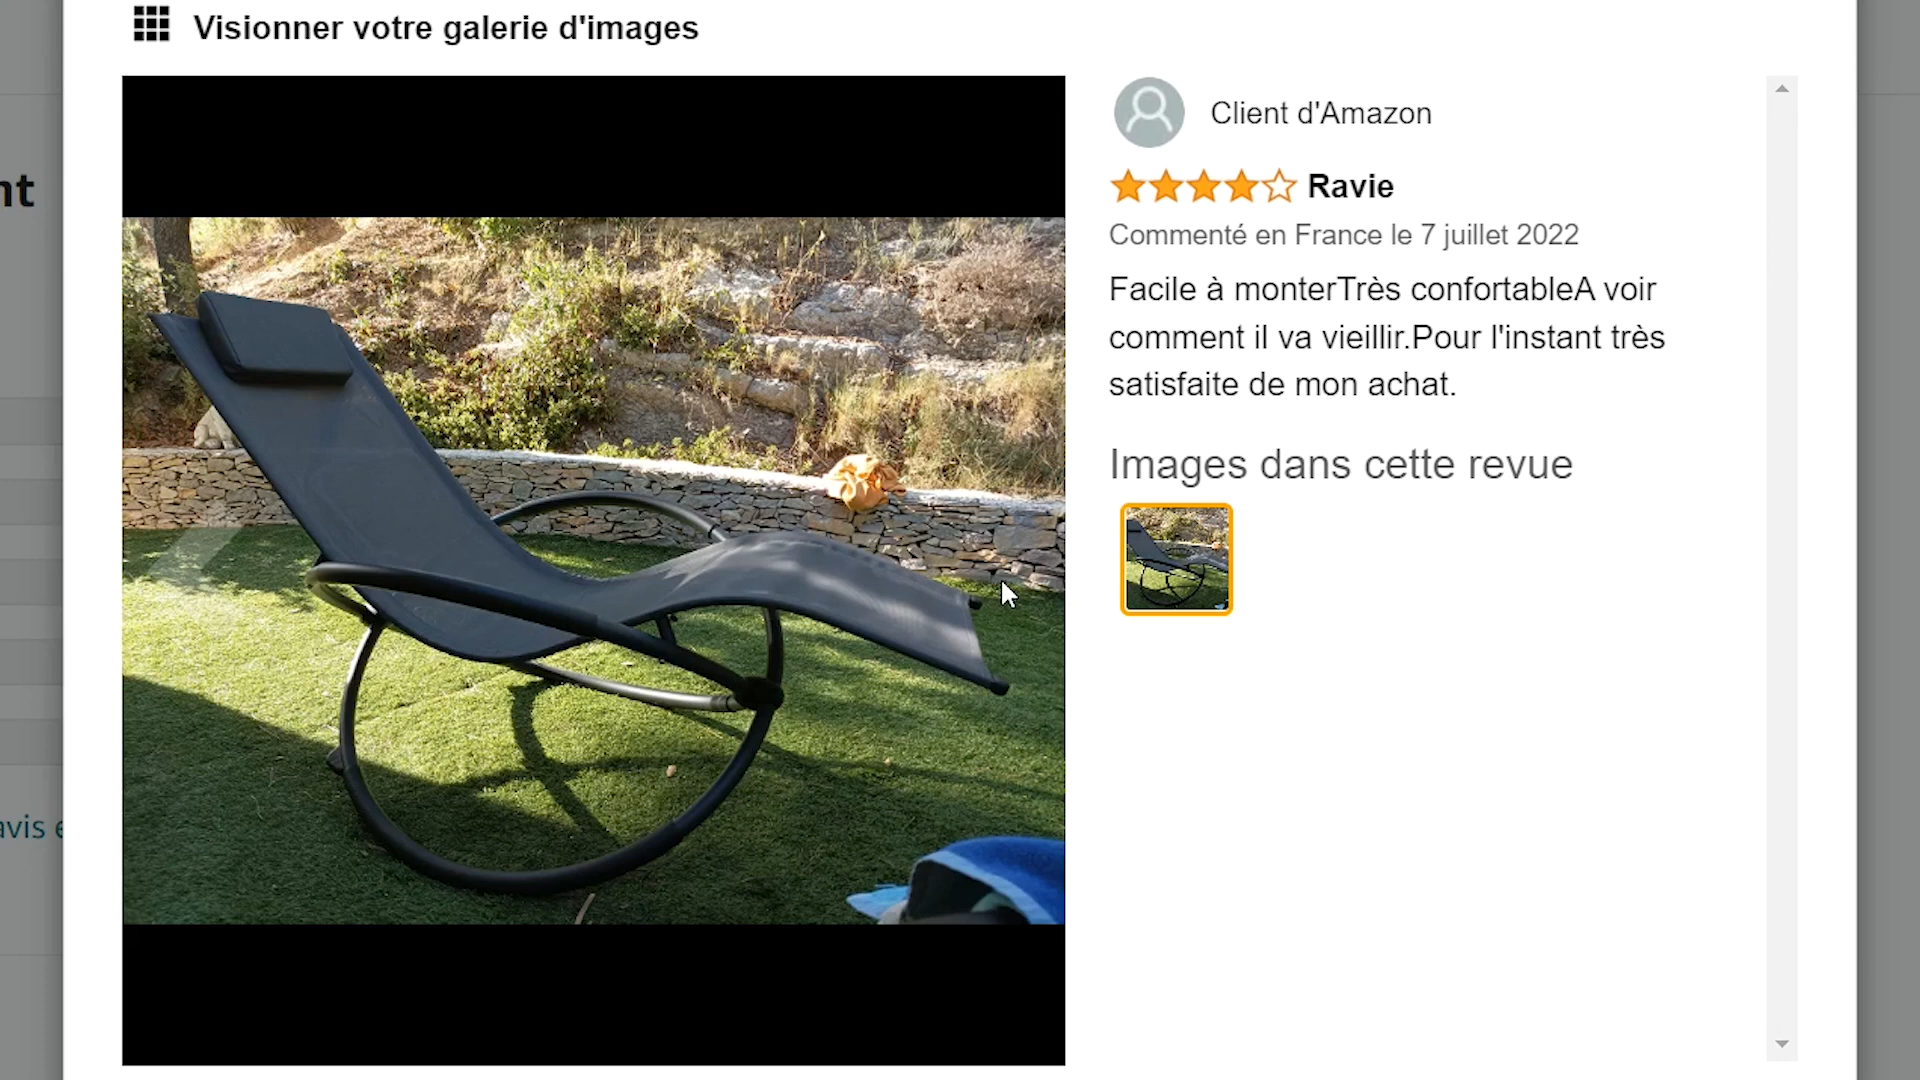 Visionner votre galerie d'images
Client d'Amazon
Ravie
Commenté en France le 7 juillet 2022
Facile à monterTrès confortableA voir
comment il va vieillir.Pour l'instant très
satisfaite de mon achat.
Images dans cette revue
nt
avis e